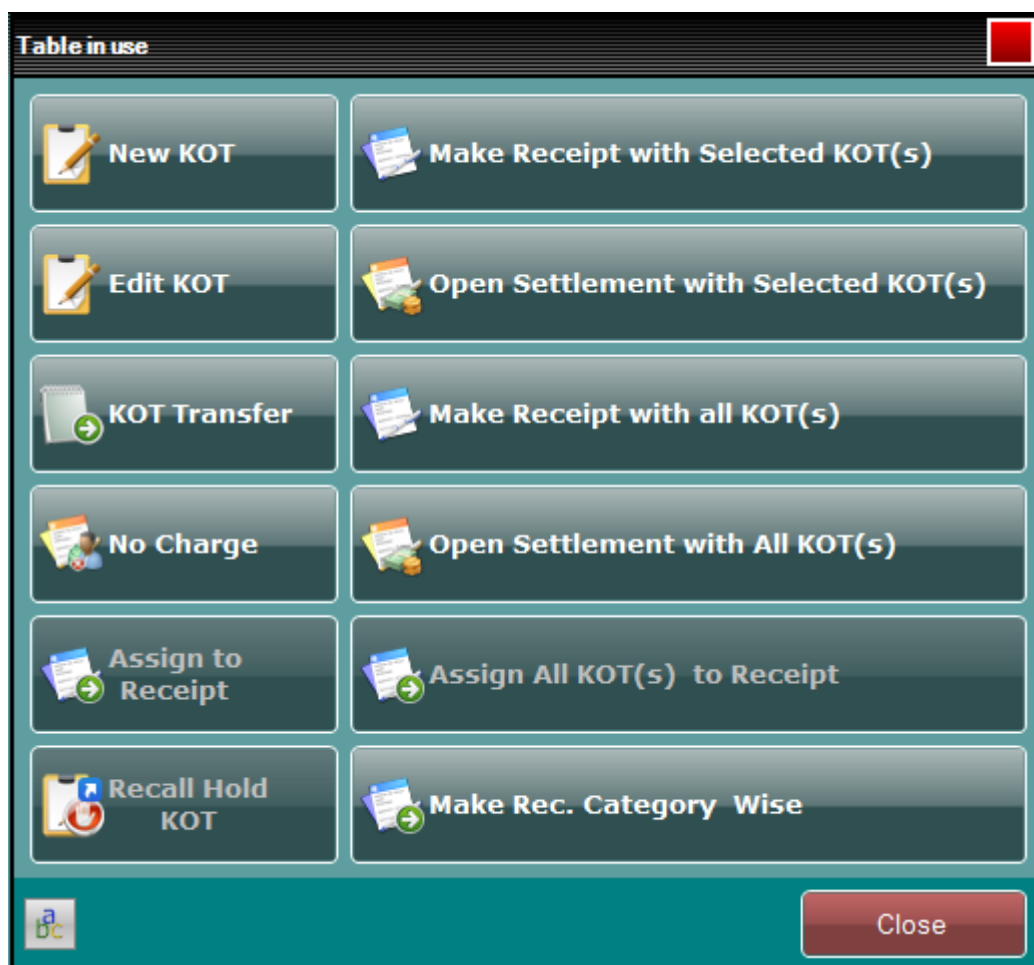 Table in use
New KOT
Make Receipt with Selected KOT(s)
Edit KOT
Open Settlement with Selected KOT(s)
KOT Transfer
Make Receipt with all KOT(s)
No Charge
Open Settlement with All KOT(s)
Assign to
Receipt
Assign All KOT(s) to Receipt
Recall Hold
KOT
Make Rec. Category Wise
abc
Close